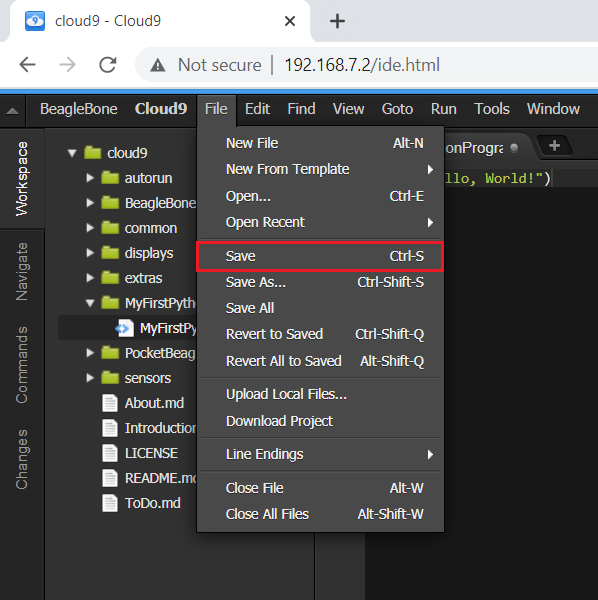 cloud9 - Cloud9
Not secure | 192.168.7.2/ide.html
BeagleBone Cloud9 File Edit Find View Goto Run Tools Window
Workspace
Navigate
Commands
Changes
cloud9
autorun
BeagleBone
common
displays
extras
MyFirstPyth
MyFirstPy
PocketBeag
sensors
About.md
Introduction
LICENSE
README.md
ToDo.md
New File Alt-N
New From Template
Open... Ctrl-E
Open Recent
Save Ctrl-S
Save As... Ctrl-Shift-S
Save All
Revert to Saved Ctrl-Shift-Q
Revert All to Saved Alt-Shift-Q
Upload Local Files...
Download Project
Line Endings
Close File Alt-W
Close All Files Alt-Shift-W
onProgra
llo, World!")